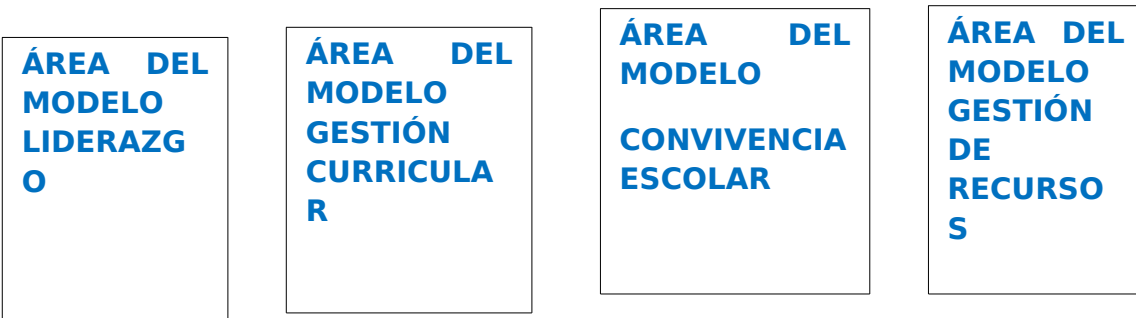 ÁREA DEL
MODELO
LIDERAZG
O
ÁREA DEL
MODELO
GESTIÓN
CURRICULA
R
ÁREA DEL
MODELO
CONVIVENCIA
ESCOLAR
ÁREA DEL
MODELO
GESTIÓN
DE
RECURSO
S